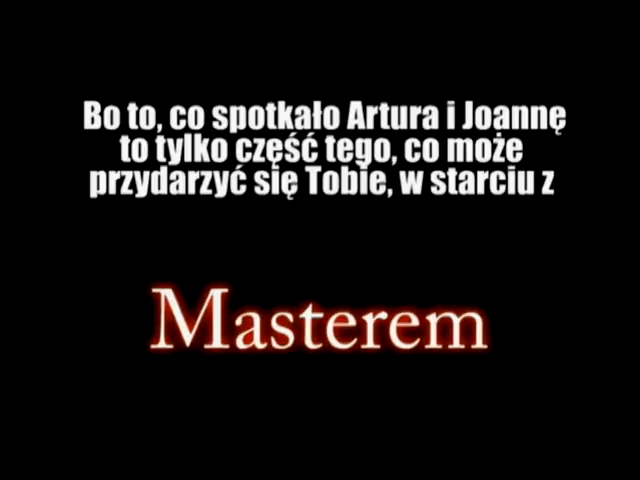 Bo to, co spotkało Artura i Joannę
to tylko część tego, co może
przydarzyć się Tobie, w starciu z
Masterem